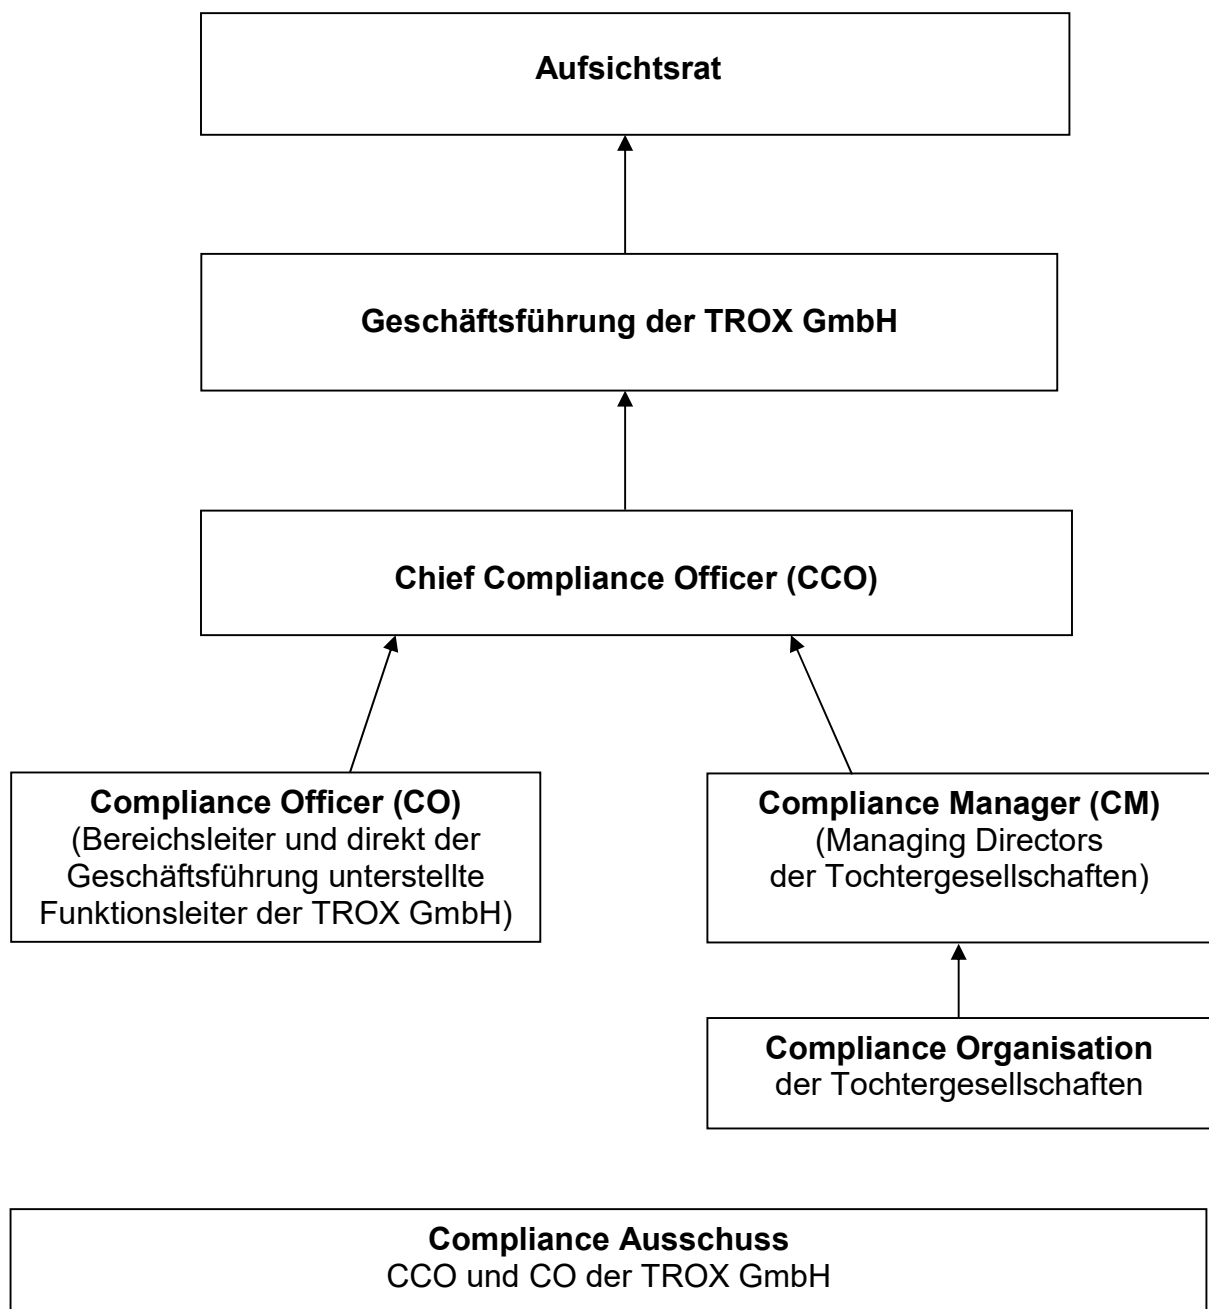 Aufsichtsrat
Geschäftsführung der TROX GmbH
Chief Compliance Officer (CCO)
Compliance Officer (CO)
(Bereichsleiter und direkt der
Geschäftsführung unterstellte
Funktionsleiter der TROX GmbH)
Compliance Manager (CM)
(Managing Directors
der Tochtergesellschaften)
Compliance Organisation
der Tochtergesellschaften
Compliance Ausschuss
CCO und CO der TROX GmbH